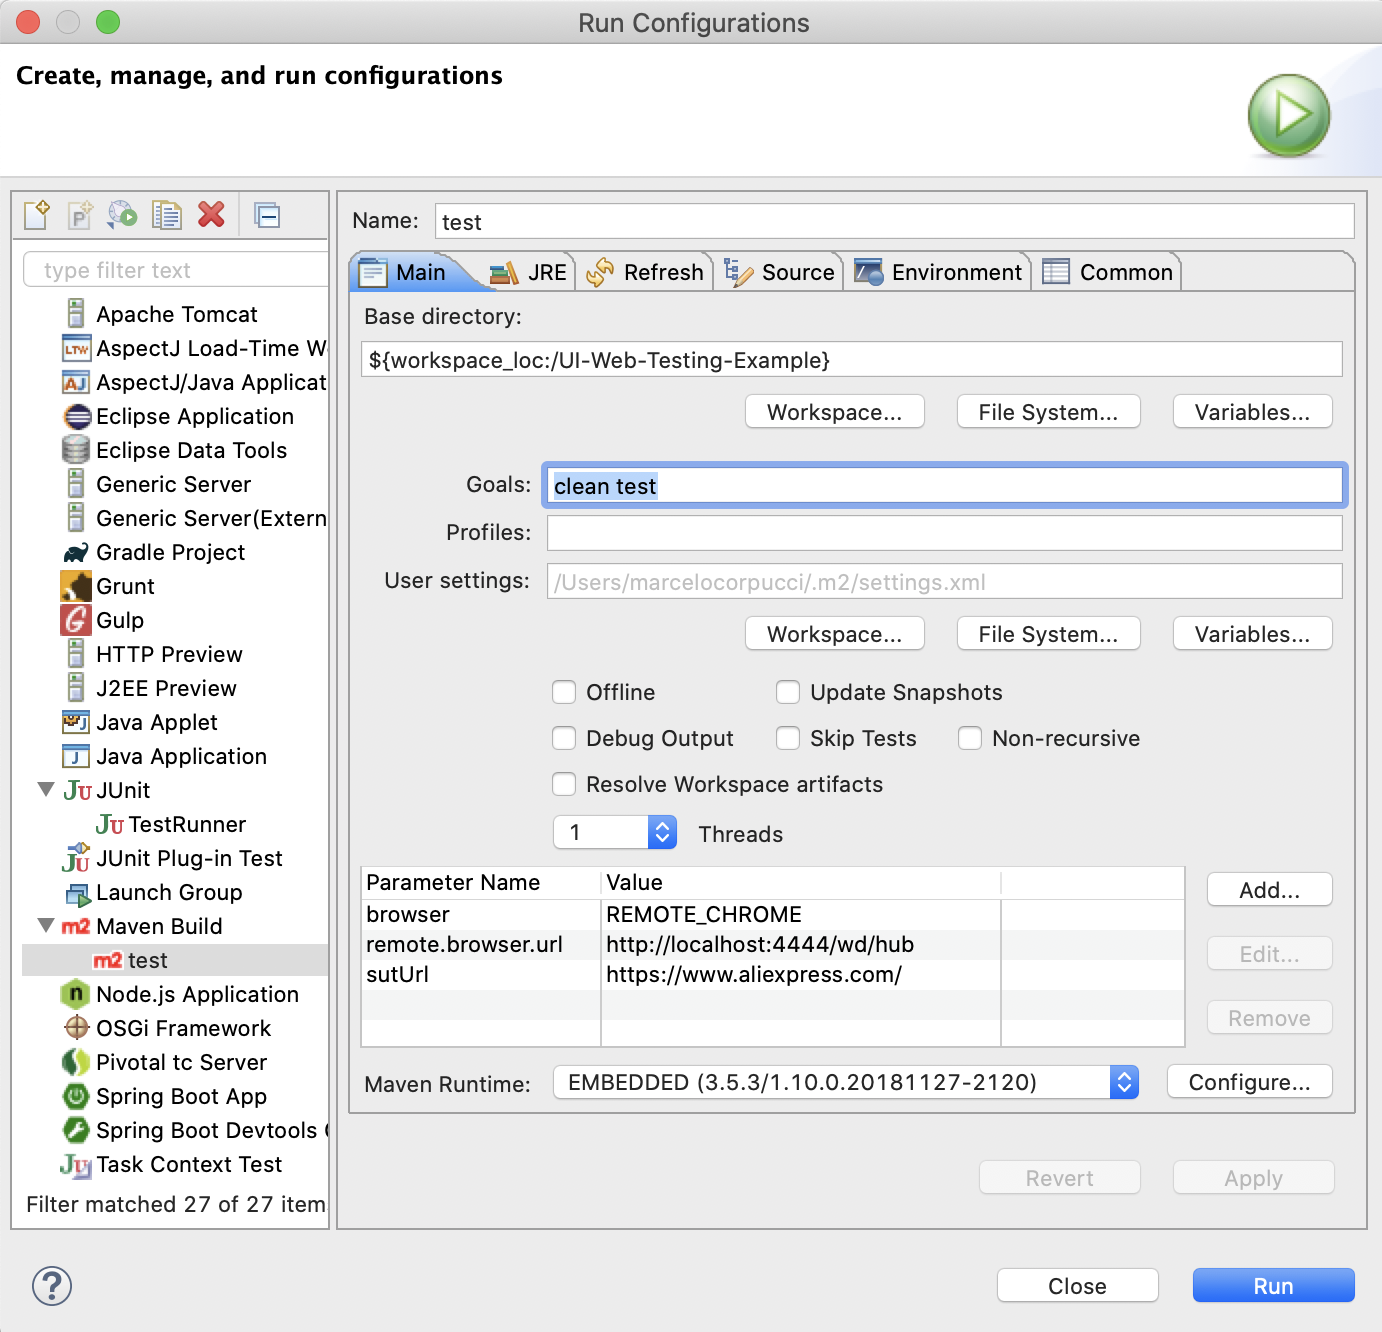 Run Configurations
Create, manage, and run configurations
type filter text
Apache Tomcat
LTW AspectJ Load-Time W
AJ AspectJ/Java Applicat
Eclipse Application
Eclipse Data Tools
Generic Server
Generic Server(Extern
Gradle Project
Grunt
Gulp
HTTP Preview
J2EE Preview
Java Applet
Java Application
JU JUnit
JU TestRunner
JU JUnit Plug-in Test
Launch Group
m2 Maven Build
m2 test
n Node.js Application
OSGi Framework
Pivotal tc Server
Spring Boot App
Spring Boot Devtools
JU Task Context Test
Filter matched 27 of 27 item
Name: test
Main JRE Refresh Source Environment Common
Base directory:
${workspace_loc:/UI-Web-Testing-Example}
Workspace... File System... Variables...
Goals: clean test
Profiles:
User settings: /Users/marcelocorpucci/.m2/settings.xml
Workspace... File System... Variables...
Offline Update Snapshots
Debug Output Skip Tests Non-recursive
Resolve Workspace artifacts
1 Threads
Parameter Name Value
browser REMOTE_CHROME
remote.browser.url http://localhost:4444/wd/hub
sutUrl https://www.aliexpress.com/
Add...
Edit...
Remove
Maven Runtime: EMBEDDED (3.5.3/1.10.0.20181127-2120) Configure...
Revert Apply
? Close Run